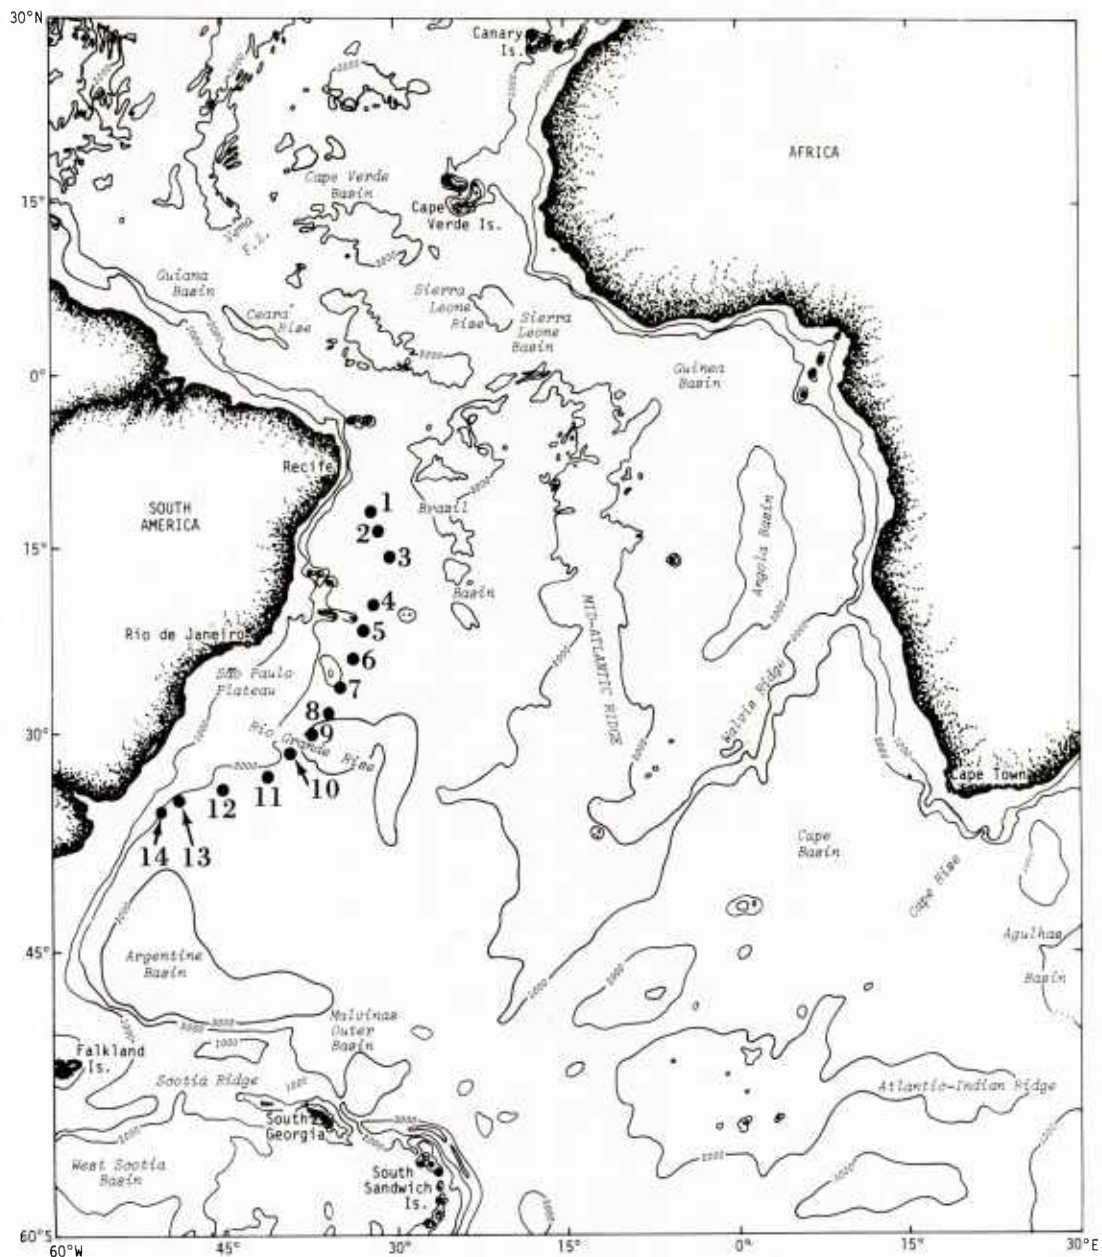 30°N
Canary
Is.
AFRICA
Cape Verde
Basin
15°
Cape
Verde Is.
F.Z.
Guiana
Basin
Sierra
Leone
Rise
Ceara
Rise
Sierra
Leone
Basin
0°
Guinea
Basin
Recife
SOUTH
AMERICA
1
Brasil
2
3
15°
Angola Basin
Basin
4
MID-ATLANTIC RIDGE
Rio de Janeiro
5
6
São Paulo
Plateau
7
Walvis Ridge
8
30°
Rio Grande Rise
9
10
11
12
Cape Town
14
13
Cape
Basin
Cape Rise
Agulhas
Basin
45°
Argentine
Basin
Malvinas
Outer
Basin
Falkland
Is.
Scotia Ridge
Atlantic-Indian Ridge
South
Georgia
West Scotia
Basin
South
Sandwich
Is.
60°S
60°W
45°
30°
15°
0°
15°
30°E